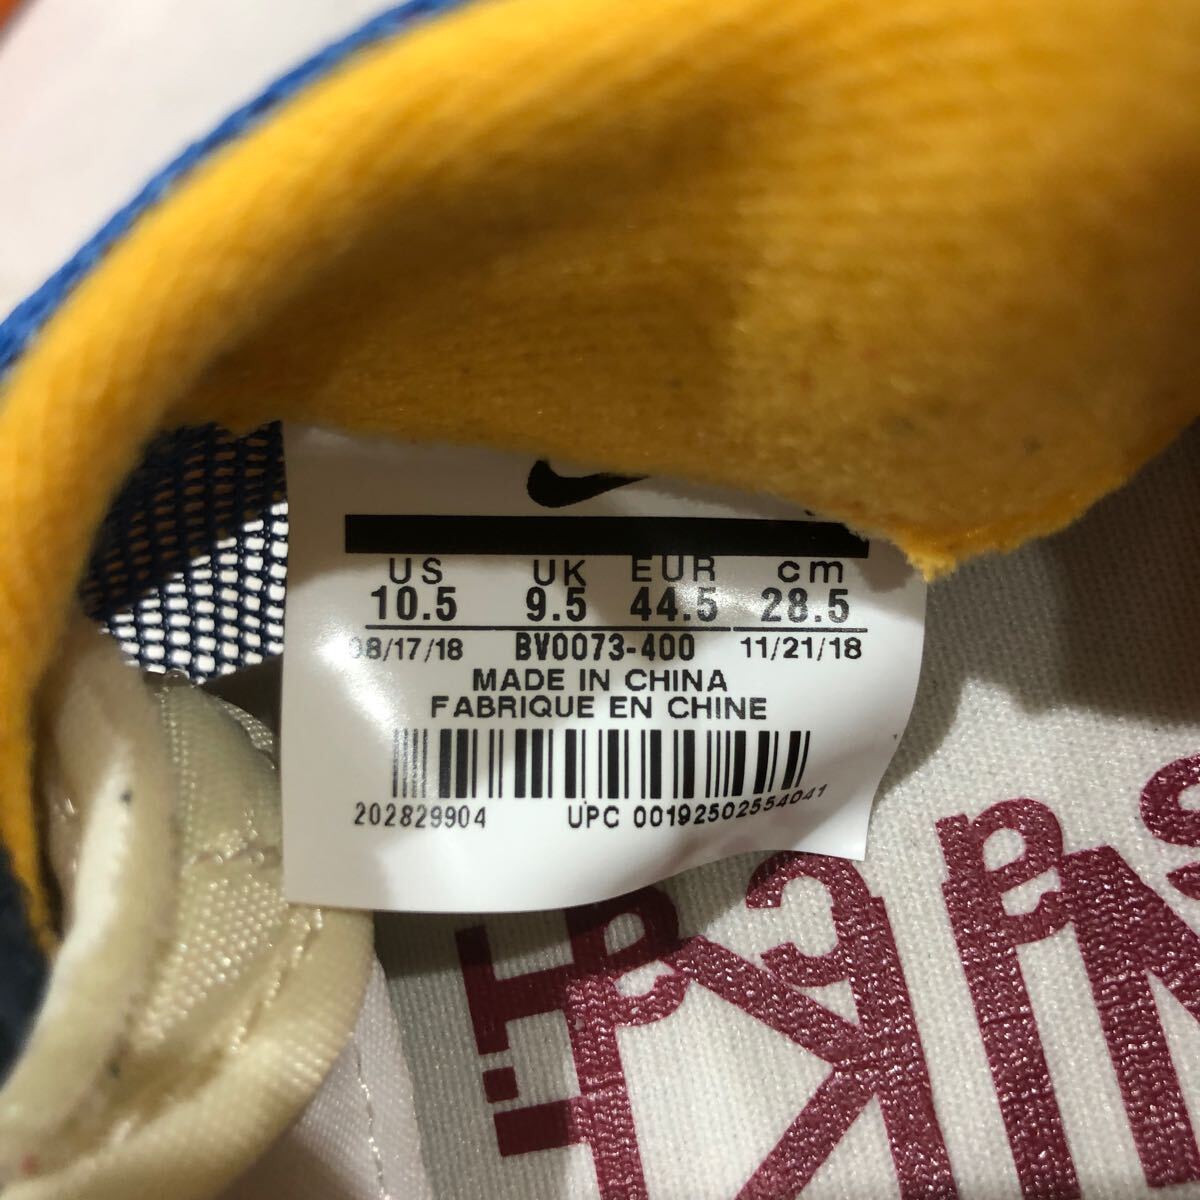 US UK EUR cm
10.5 9.5 44.5 28.5
08/17/18 BV0073-400 11/21/18
MADE IN CHINA
FABRIQUE EN CHINE
202829904 UPC 00192502554041